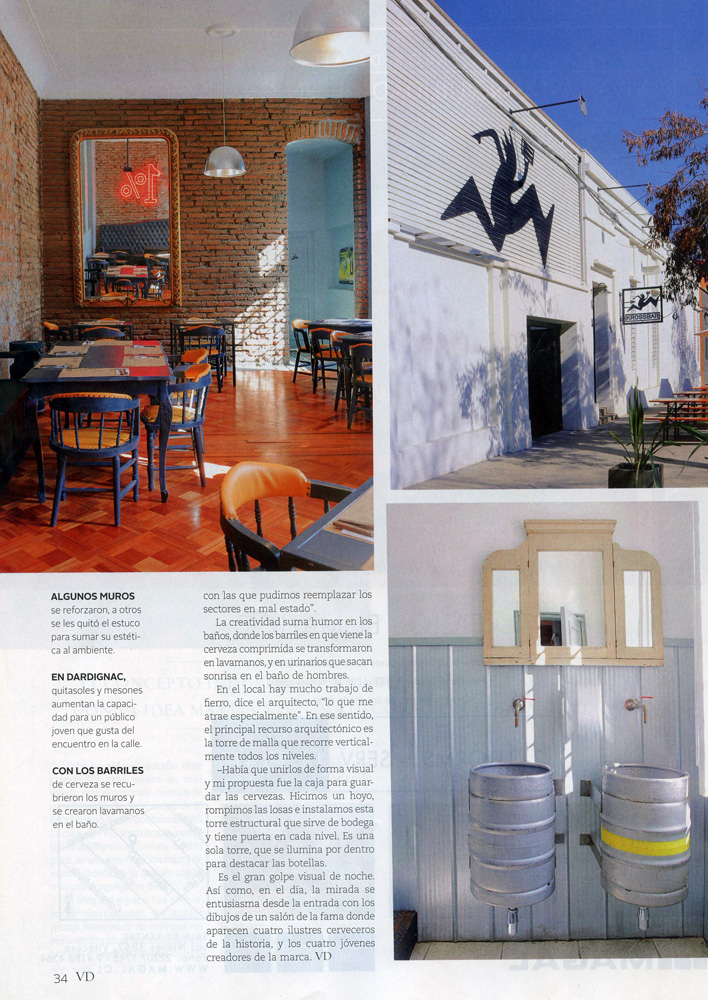 KROSSBAR
ALGUNOS MUROS
se reforzaron, a otros
se les quitó el estuco
para sumar su estéti-
ca al ambiente.
EN DARDIGNAC,
quitasoles y mesones
aumentan la capaci-
dad para un público
joven que gusta del
encuentro en la calle.
CON LOS BARRILES
de cerveza se recu-
brieron los muros y
se crearon lavamanos
en el baño.
con las que pudimos reemplazar los
sectores en mal estado”.
La creatividad suma humor en los
baños, donde los barriles en que viene la
cerveza comprimida se transformaron
en lavamanos, y en urinarios que sacan
sonrisa en el baño de hombres.
En el local hay mucho trabajo de
fierro, dice el arquitecto, “lo que me
atrae especialmente”. En ese sentido,
el principal recurso arquitectónico es
la torre de malla que recorre vertical-
mente todos los niveles.
–Había que unirlos de forma visual
y mi propuesta fue la caja para guar-
dar las cervezas. Hicimos un hoyo,
rompimos las losas e instalamos esta
torre estructural que sirve de bodega
y tiene puerta en cada nivel. Es una
sola torre, que se ilumina por dentro
para destacar las botellas.
Es el gran golpe visual de noche.
Así como, en el día, la mirada se
entusiasma desde la entrada con los
dibujos de un salón de la fama donde
aparecen cuatro ilustres cerveceros
de la historia, y los cuatro jóvenes
creadores de la marca. VD
34 VD